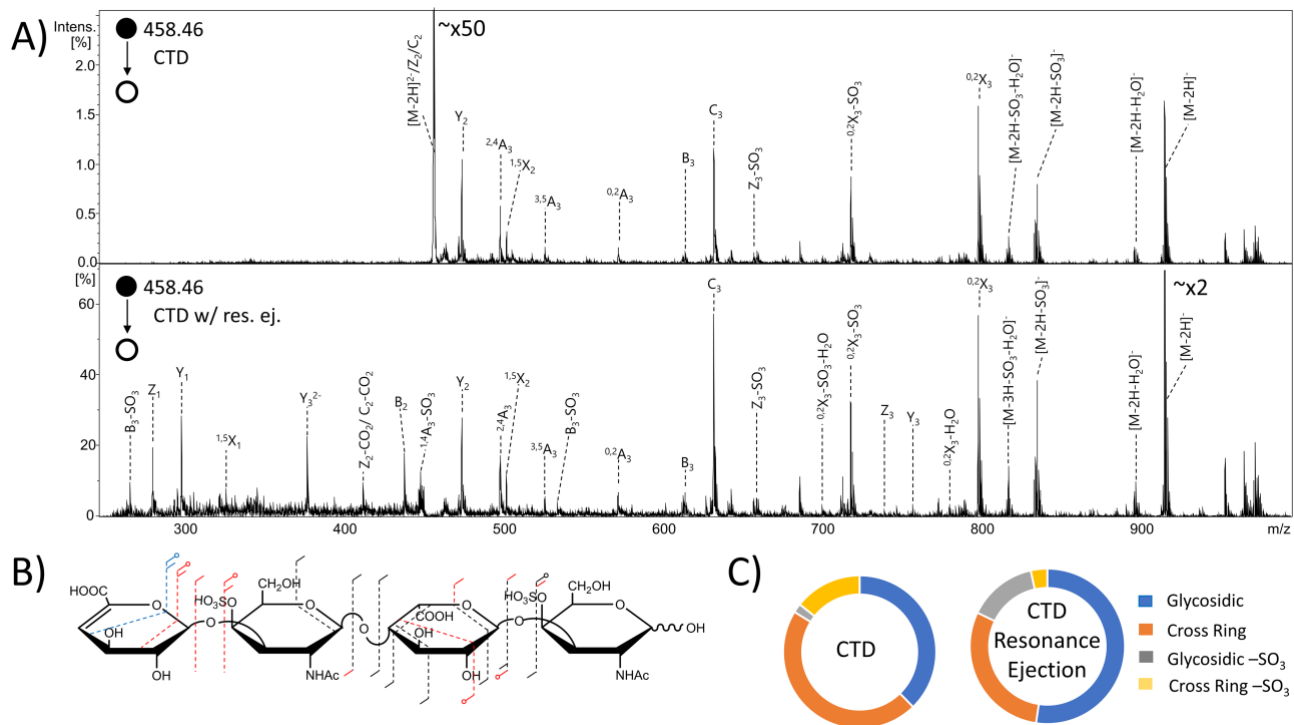 A)
Intens.
[%]
458.46
CTD
~x50
2.0
1.5
1.0
0.5
0.0
[M-2H]²⁻/Z₂/C₂
Y₂
²,⁴A₃
¹,⁵X₂
³,⁵A₃
⁰,²A₃
B₃
C₃
Z₃-SO₃
⁰,²X₃-SO₃
⁰,²X₃
[M-2H-SO₃-H₂O]⁻
[M-2H-SO₃]⁻
[M-2H-H₂O]⁻
[M-2H]⁻
[%]
458.46
CTD w/ res. ej.
~x2
60
40
20
0
B₃-SO₃
Z₁
Y₁
¹,⁵X₁
Y₃²⁻
Z₂-CO₂/ C₂-CO₂
B₂
¹,⁴A₃-SO₃
Y₂
²,⁴A₃
¹,⁵X₂
³,⁵A₃
B₃-SO₃
⁰,²A₃
B₃
C₃
Z₃-SO₃
⁰,²X₃-SO₃-H₂O
⁰,²X₃-SO₃
Z₃
Y₃
⁰,²X₃-H₂O
⁰,²X₃
[M-3H-SO₃-H₂O]⁻
[M-2H-SO₃]⁻
[M-2H-H₂O]⁻
[M-2H]⁻
300 400 500 600 700 800 900 m/z
B)
HOOC
O
OH
OH
O
HO₃SO
CH₂OH
O
NHAc
O
O
COOH
OH
OH
O
HO₃SO
CH₂OH
O
OH
NHAc
C)
CTD
CTD
Resonance
Ejection
Glycosidic
Cross Ring
Glycosidic –SO₃
Cross Ring –SO₃